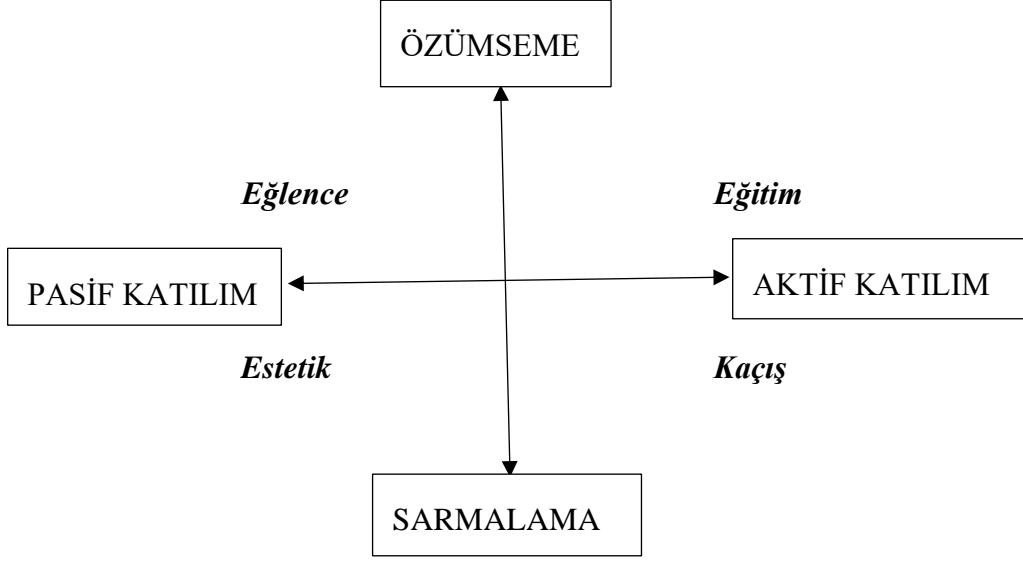 ÖZÜMSEME
Eğlence
Eğitim
PASİF KATILIM
AKTİF KATILIM
Estetik
Kaçış
SARMALAMA